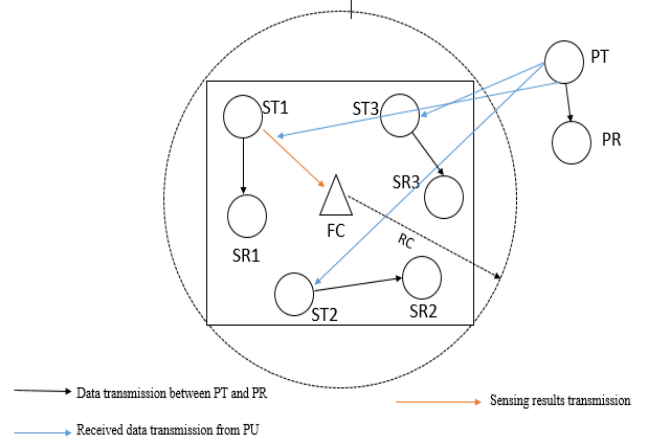 PT
ST1
ST3
PR
SR3
FC
RC
SR1
ST2
SR2
Data transmission between PT and PR
Sensing results transmission
Received data transmission from PU